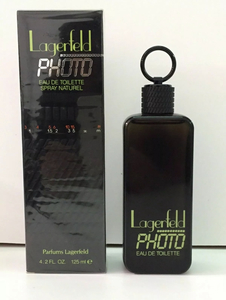 Lagerfeld
PHOTO
EAU DE TOILETTE
SPRAY NATUREL
Parfums Lagerfeld
4.2 FL. OZ. 125 ml ℮
Lagerfeld
PHOTO
EAU DE TOILETTE